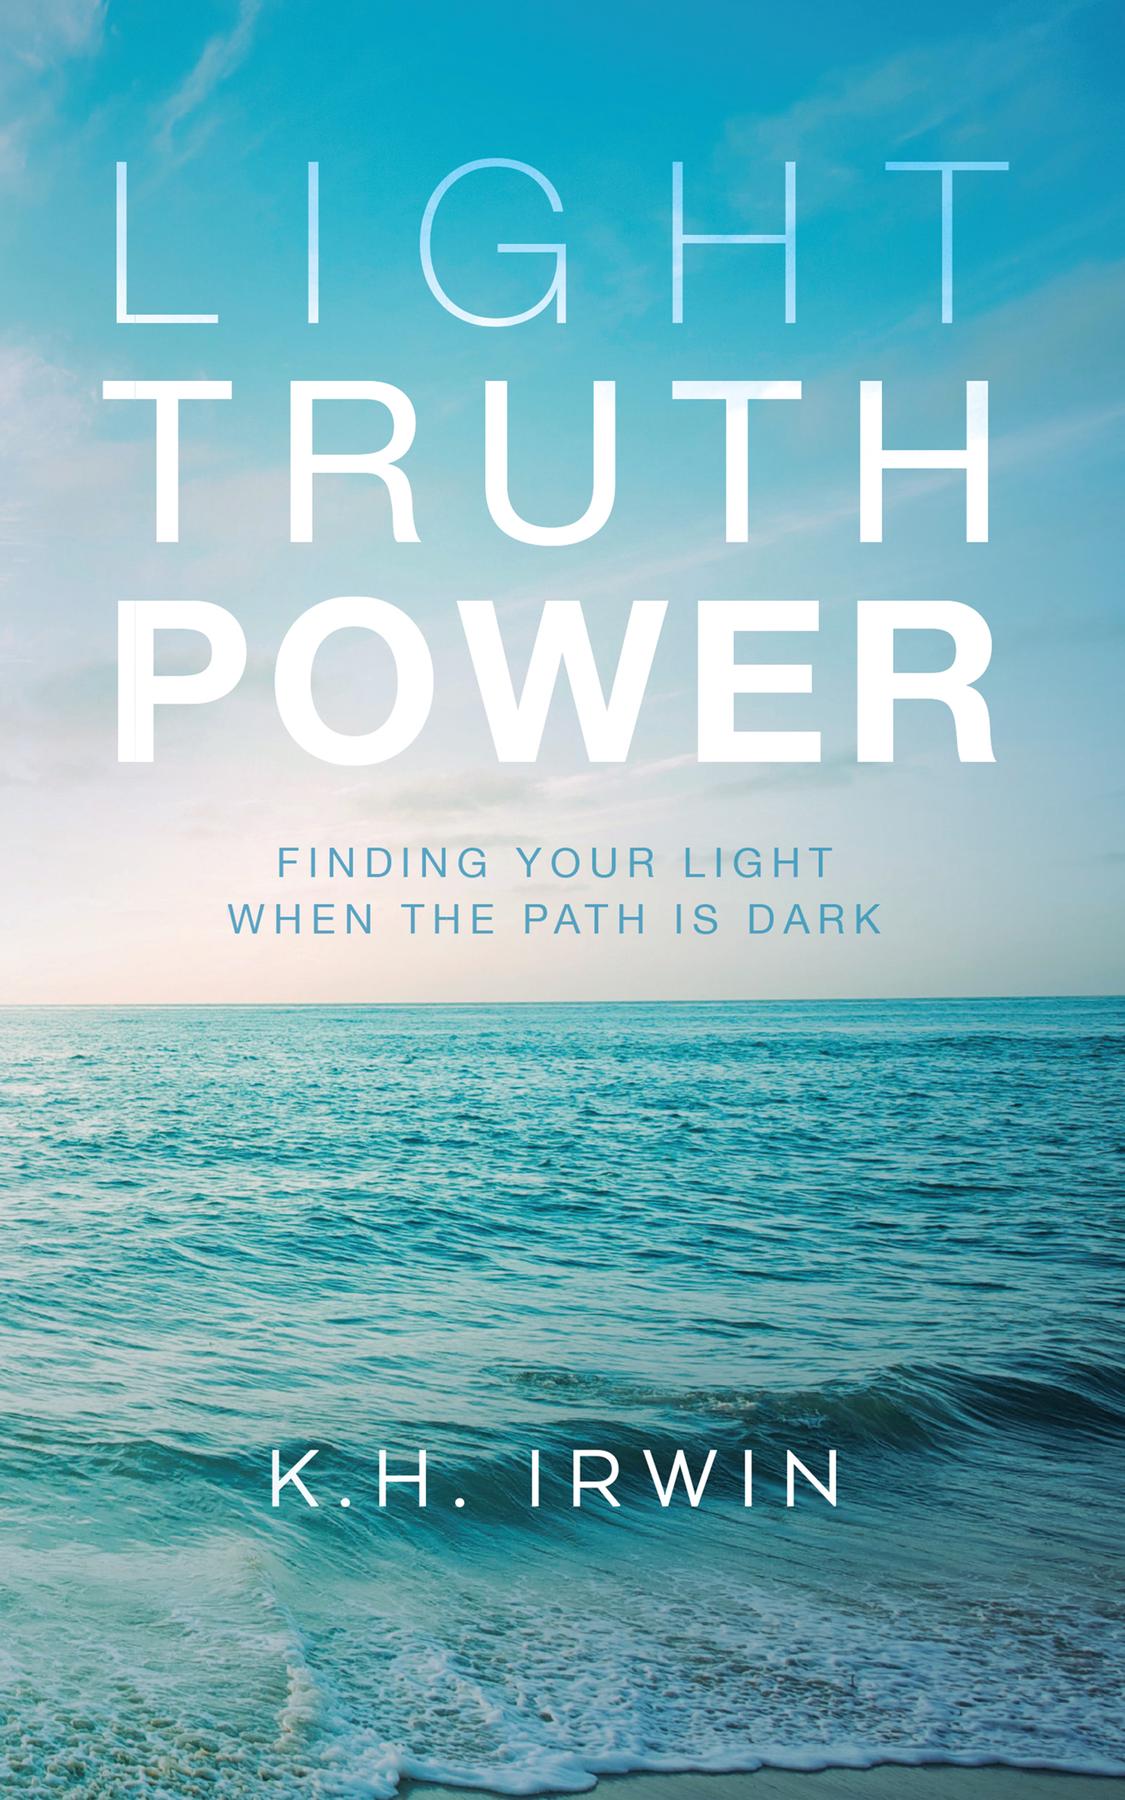 LIGHT
TRUTH
POWER
FINDING YOUR LIGHT
WHEN THE PATH IS DARK
K.H. IRWIN